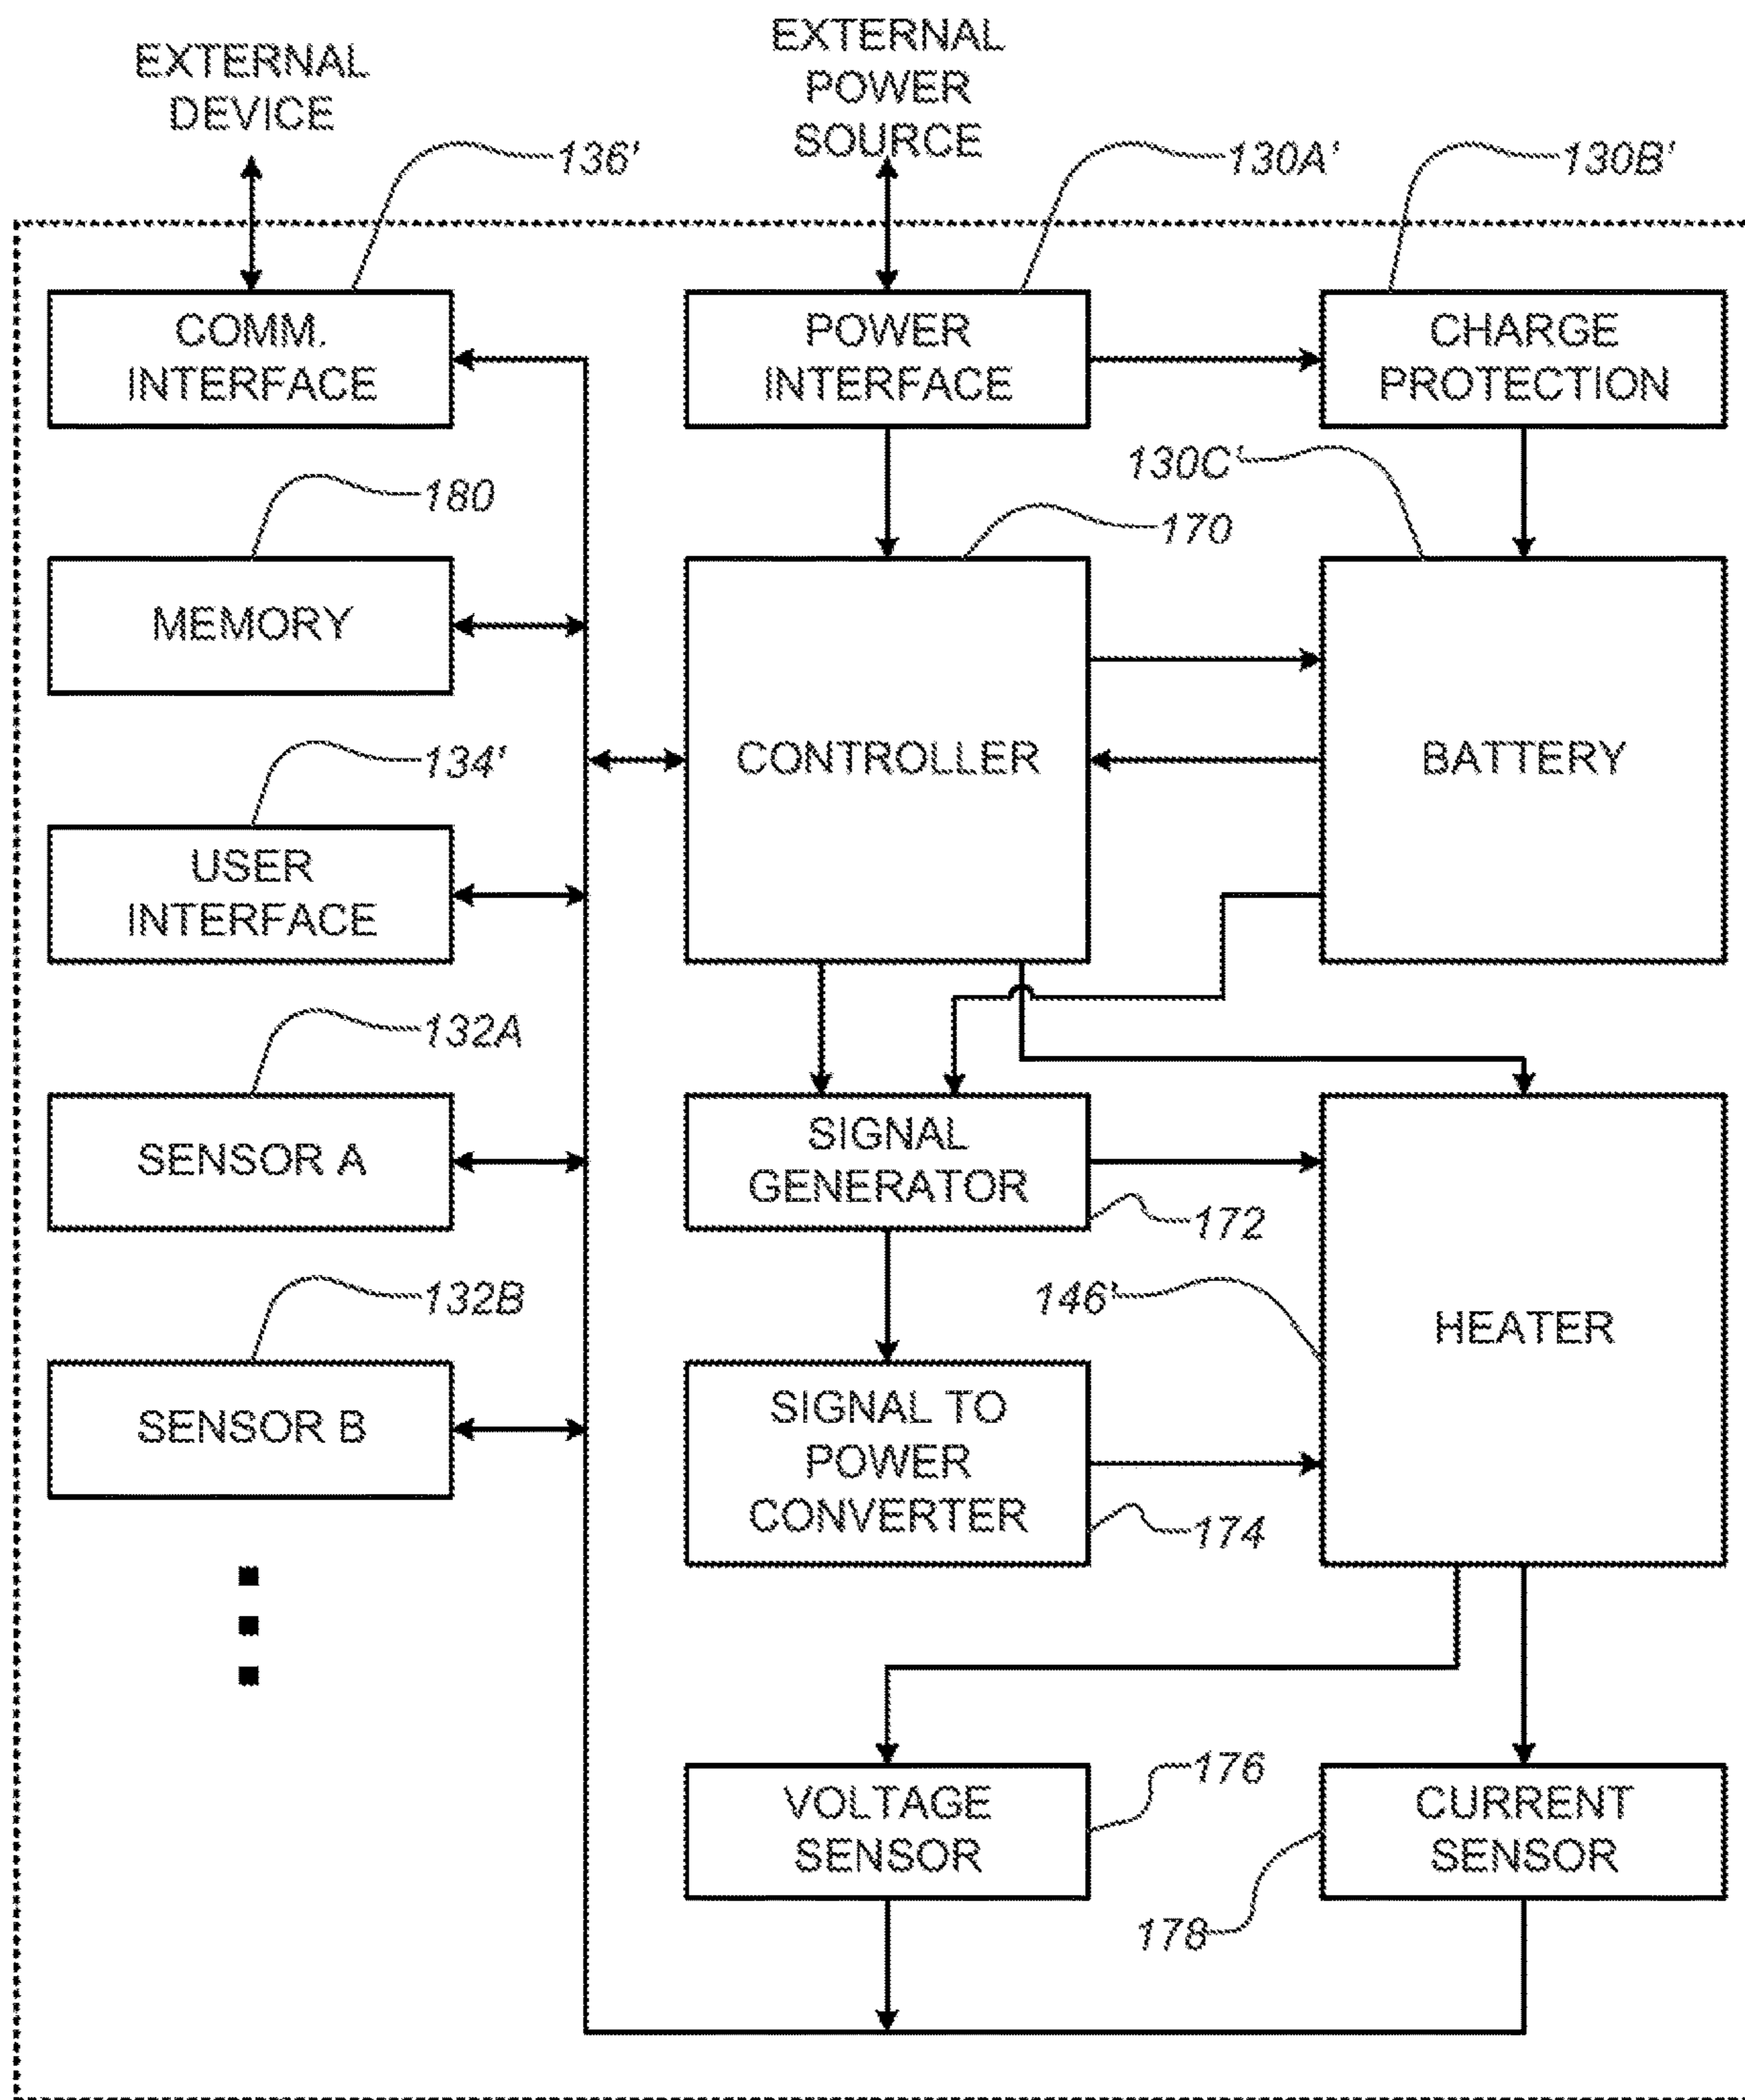 EXTERNAL
DEVICE
EXTERNAL
POWER
SOURCE
136'
130A'
130B'
COMM.
INTERFACE
POWER
INTERFACE
CHARGE
PROTECTION
130C'
180
170
MEMORY
CONTROLLER
BATTERY
134'
USER
INTERFACE
132A
SENSOR A
SIGNAL
GENERATOR
172
132B
146'
HEATER
SENSOR B
SIGNAL TO
POWER
CONVERTER
174
176
VOLTAGE
SENSOR
CURRENT
SENSOR
178